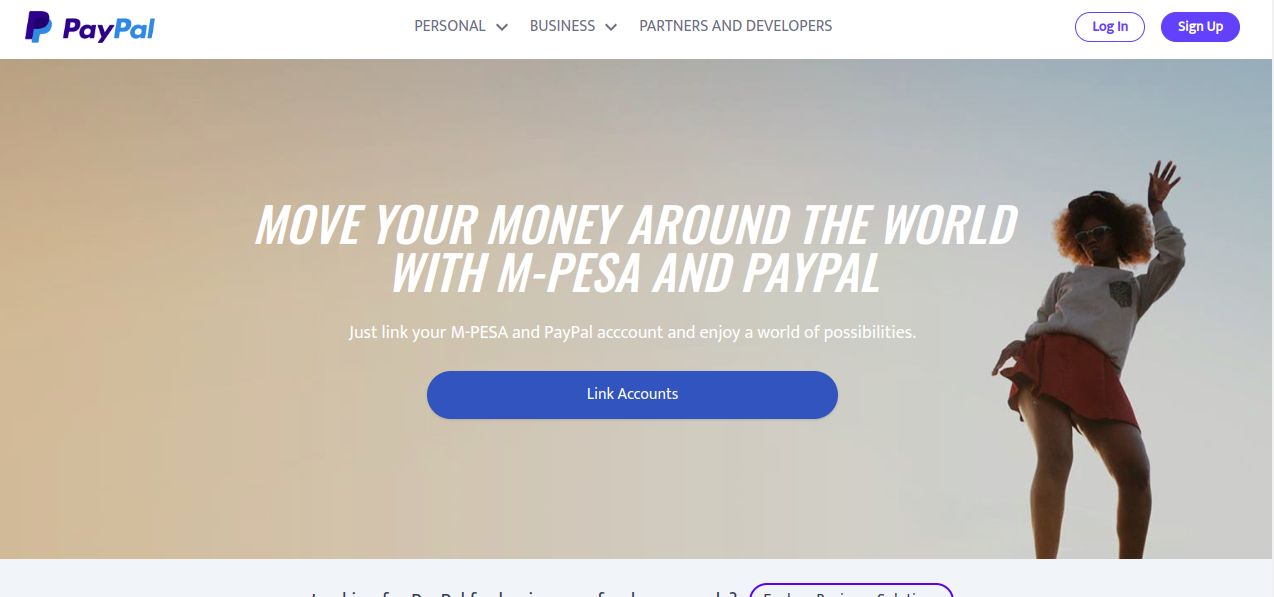 PayPal
PERSONAL
BUSINESS
PARTNERS AND DEVELOPERS
Log In
Sign Up
MOVE YOUR MONEY AROUND THE WORLD
WITH M-PESA AND PAYPAL
Just link your M-PESA and PayPal acccount and enjoy a world of possibilities.
Link Accounts